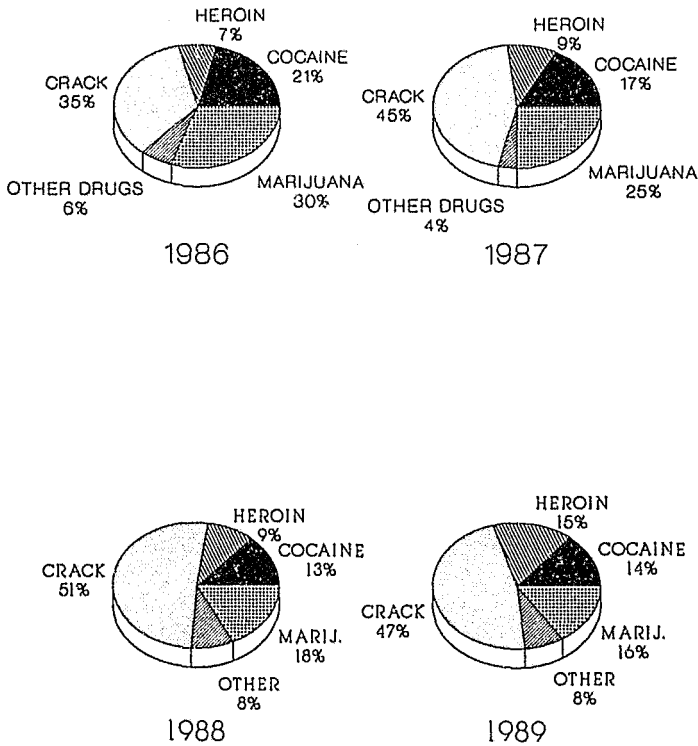 HEROIN
7%
COCAINE
21%
CRACK
35%
OTHER DRUGS
6%
MARIJUANA
30%
1986
HEROIN
9%
COCAINE
17%
CRACK
45%
MARIJUANA
25%
OTHER DRUGS
4%
1987
HEROIN
9%
COCAINE
13%
CRACK
51%
MARIJ.
18%
OTHER
8%
1988
HEROIN
15%
COCAINE
14%
CRACK
47%
MARIJ.
16%
OTHER
8%
1989